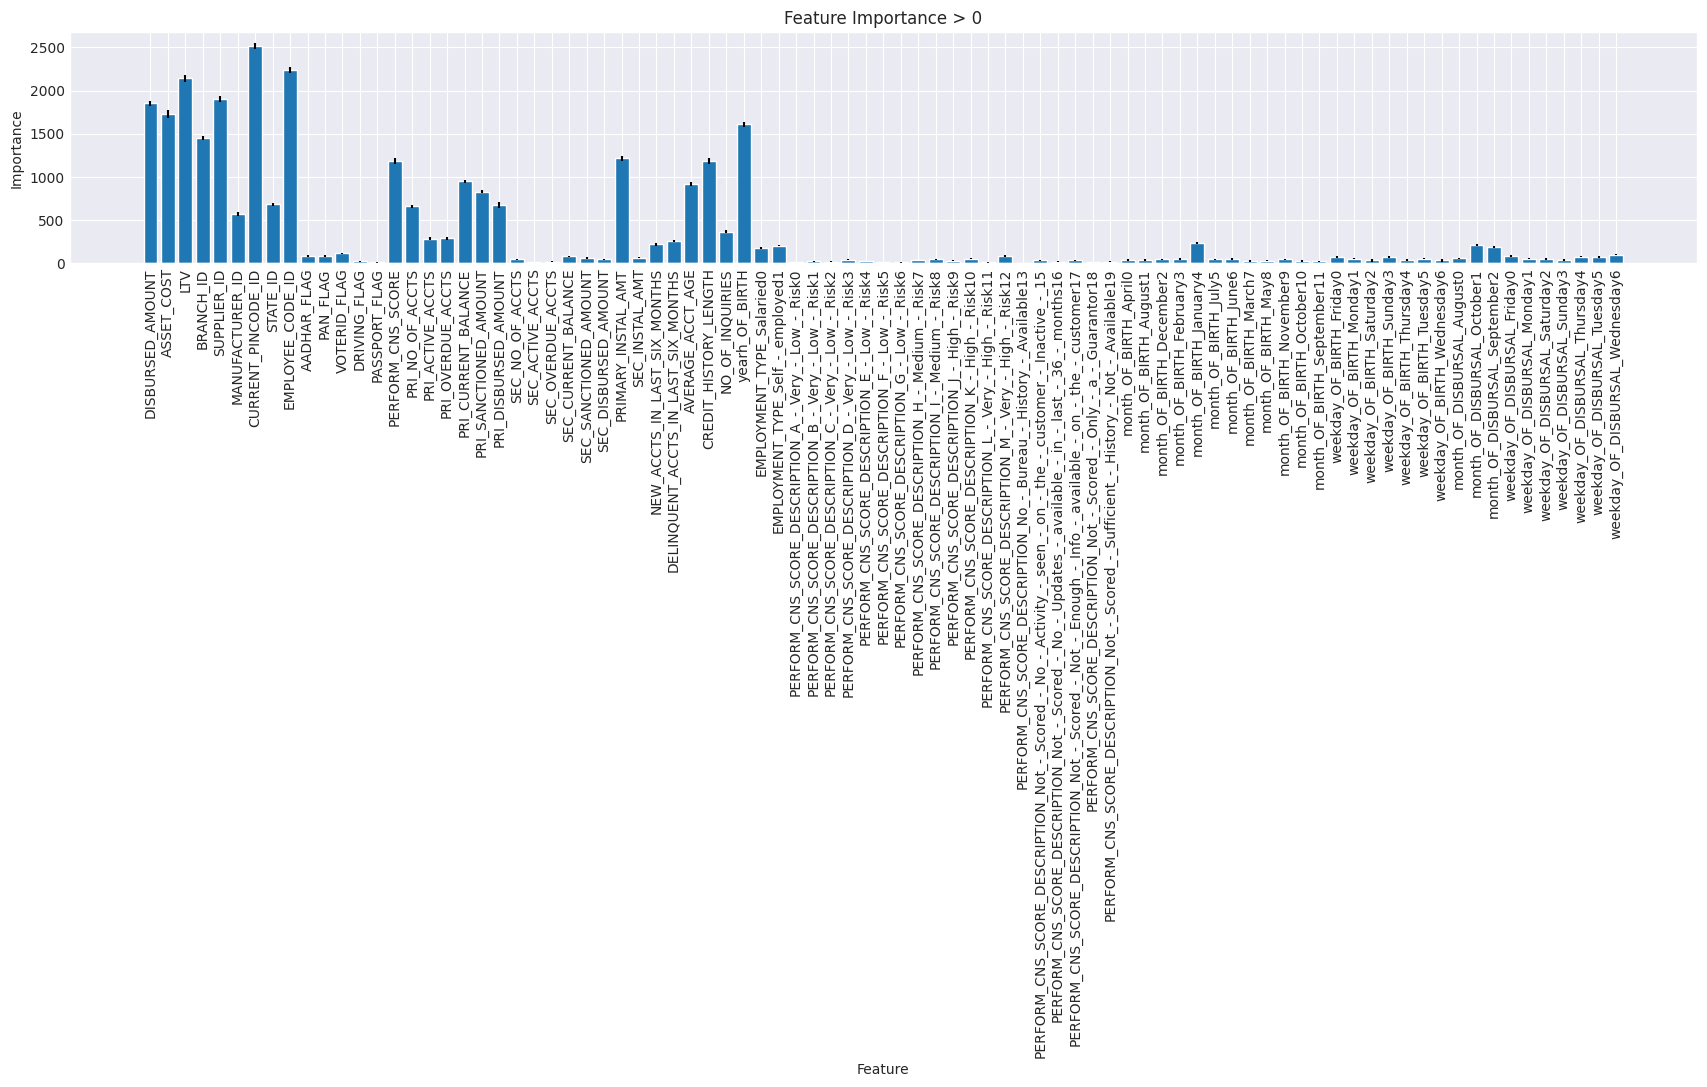 Feature Importance > 0
Importance
2500
2000
1500
1000
500
0
DISBURSED_AMOUNT
ASSET_COST
LTV
BRANCH_ID
SUPPLIER_ID
MANUFACTURER_ID
CURRENT_PINCODE_ID
STATE_ID
EMPLOYEE_CODE_ID
AADHAR_FLAG
PAN_FLAG
VOTERID_FLAG
DRIVING_FLAG
PASSPORT_FLAG
PERFORM_CNS_SCORE
PRI_NO_OF_ACCTS
PRI_ACTIVE_ACCTS
PRI_OVERDUE_ACCTS
PRI_CURRENT_BALANCE
PRI_SANCTIONED_AMOUNT
PRI_DISBURSED_AMOUNT
SEC_NO_OF_ACCTS
SEC_ACTIVE_ACCTS
SEC_OVERDUE_ACCTS
SEC_CURRENT_BALANCE
SEC_SANCTIONED_AMOUNT
SEC_DISBURSED_AMOUNT
PRIMARY_INSTAL_AMT
SEC_INSTAL_AMT
NEW_ACCTS_IN_LAST_SIX_MONTHS
DELINQUENT_ACCTS_IN_LAST_SIX_MONTHS
AVERAGE_ACCT_AGE
CREDIT_HISTORY_LENGTH
NO_OF_INQUIRIES
yearh_OF_BIRTH
EMPLOYMENT_TYPE_Salaried0
EMPLOYMENT_TYPE_Self_-_employed1
PERFORM_CNS_SCORE_DESCRIPTION_A_-_Very_-_Low_-_Risk0
PERFORM_CNS_SCORE_DESCRIPTION_B_-_Very_-_Low_-_Risk1
PERFORM_CNS_SCORE_DESCRIPTION_C_-_Very_-_Low_-_Risk2
PERFORM_CNS_SCORE_DESCRIPTION_D_-_Very_-_Low_-_Risk3
PERFORM_CNS_SCORE_DESCRIPTION_E_-_Low_-_Risk4
PERFORM_CNS_SCORE_DESCRIPTION_F_-_Low_-_Risk5
PERFORM_CNS_SCORE_DESCRIPTION_G_-_Low_-_Risk6
PERFORM_CNS_SCORE_DESCRIPTION_H_-_Medium_-_Risk7
PERFORM_CNS_SCORE_DESCRIPTION_I_-_Medium_-_Risk8
PERFORM_CNS_SCORE_DESCRIPTION_J_-_High_-_Risk9
PERFORM_CNS_SCORE_DESCRIPTION_K_-_High_-_Risk10
PERFORM_CNS_SCORE_DESCRIPTION_L_-_Very_-_High_-_Risk11
PERFORM_CNS_SCORE_DESCRIPTION_M_-_Very_-_High_-_Risk12
PERFORM_CNS_SCORE_DESCRIPTION_No_-_Bureau_-_History_-_Available13
PERFORM_CNS_SCORE_DESCRIPTION_Not_-_Scored_-_No_-_Activity_-_seen_-_on_-_the_-_customer_-_Inactive_-_15
PERFORM_CNS_SCORE_DESCRIPTION_Not_-_Scored_-_No_-_Updates_-_available_-_in_-_last_-_36_-_months16
PERFORM_CNS_SCORE_DESCRIPTION_Not_-_Scored_-_Not_-_Enough_-_Info_-_available_-_on_-_the_-_customer17
PERFORM_CNS_SCORE_DESCRIPTION_Not_-_Scored_-_Only_-_a_-_Guarantor18
PERFORM_CNS_SCORE_DESCRIPTION_Not_-_Scored_-_Sufficient_-_History_-_Not_-_Available19
month_OF_BIRTH_April0
month_OF_BIRTH_August1
month_OF_BIRTH_December2
month_OF_BIRTH_February3
month_OF_BIRTH_January4
month_OF_BIRTH_July5
month_OF_BIRTH_June6
month_OF_BIRTH_March7
month_OF_BIRTH_May8
month_OF_BIRTH_November9
month_OF_BIRTH_October10
month_OF_BIRTH_September11
weekday_OF_BIRTH_Friday0
weekday_OF_BIRTH_Monday1
weekday_OF_BIRTH_Saturday2
weekday_OF_BIRTH_Sunday3
weekday_OF_BIRTH_Thursday4
weekday_OF_BIRTH_Tuesday5
weekday_OF_BIRTH_Wednesday6
month_OF_DISBURSAL_August0
month_OF_DISBURSAL_October1
month_OF_DISBURSAL_September2
weekday_OF_DISBURSAL_Friday0
weekday_OF_DISBURSAL_Monday1
weekday_OF_DISBURSAL_Saturday2
weekday_OF_DISBURSAL_Sunday3
weekday_OF_DISBURSAL_Thursday4
weekday_OF_DISBURSAL_Tuesday5
weekday_OF_DISBURSAL_Wednesday6
Feature